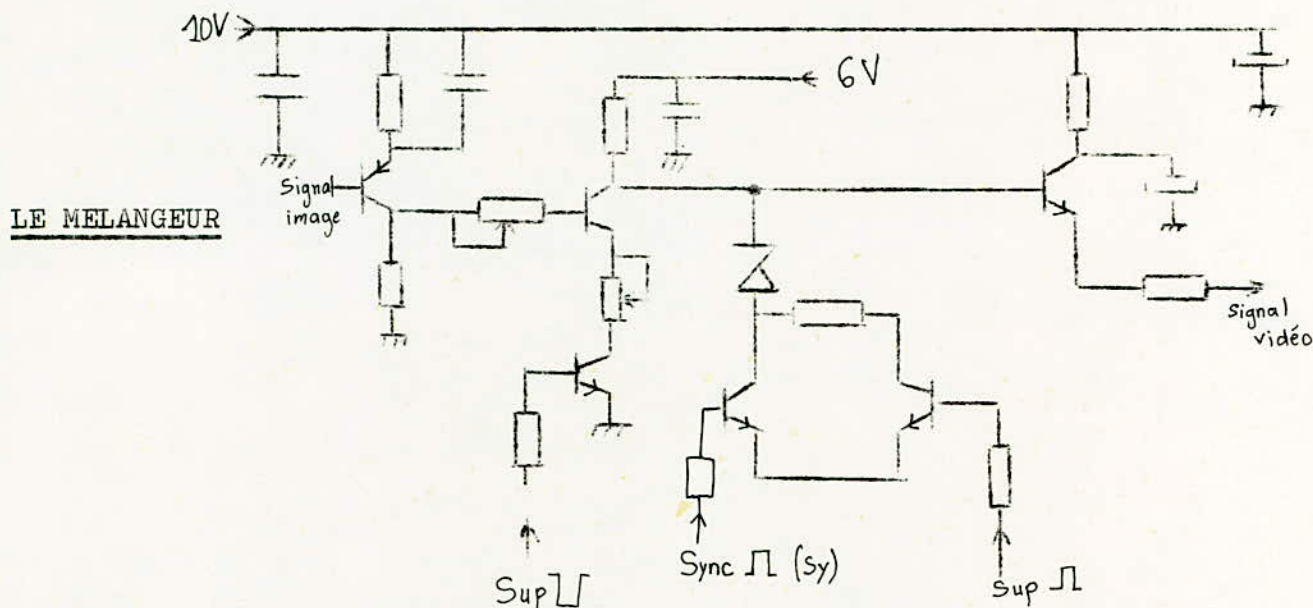 10V
6V
Signal
image
LE MELANGEUR
Signal
vidéo
Sync (Sy)
Sup
Sup